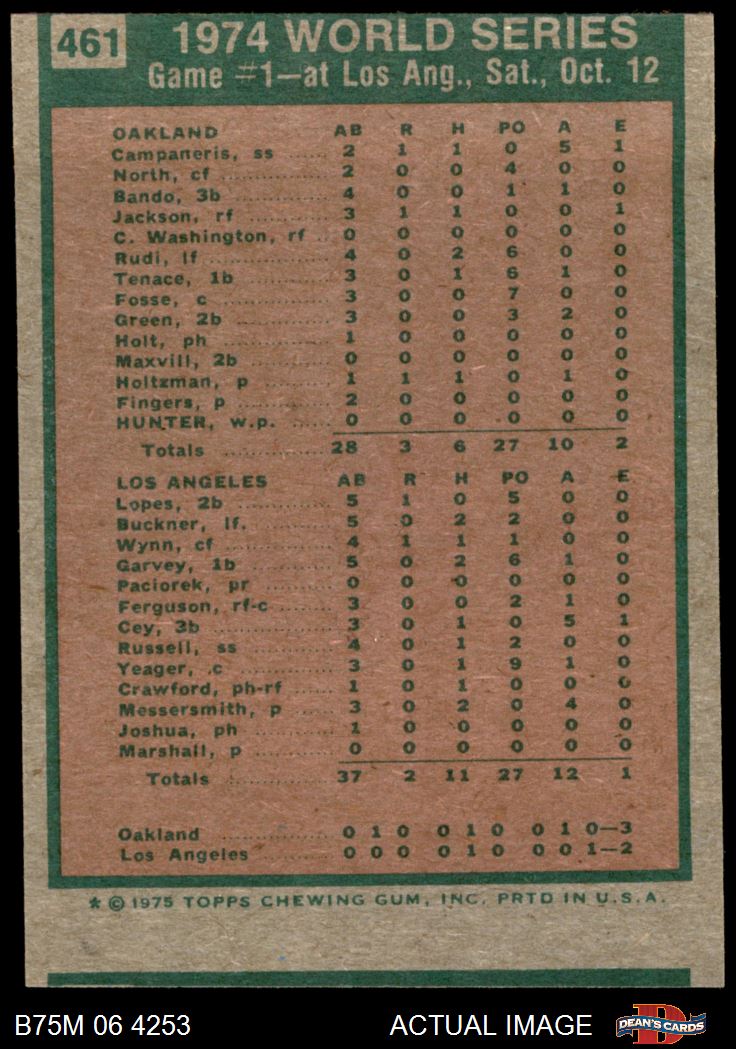 461
1974 WORLD SERIES
Game #1—at Los Ang., Sat., Oct. 12
OAKLAND AB R H PO A E
Campaneris, ss 2 1 1 0 5 1
North, cf 2 0 0 4 0 0
Bando, 3b 4 0 0 1 1 0
Jackson, rf 3 1 1 0 0 1
C. Washington, rf 0 0 0 0 0 0
Rudi, lf 4 0 2 6 0 0
Tenace, 1b 3 0 1 6 1 0
Fosse, c 3 0 0 7 0 0
Green, 2b 3 0 0 3 2 0
Holt, ph 1 0 0 0 0 0
Maxvill, 2b 0 0 0 0 0 0
Holtzman, p 1 1 1 0 1 0
Fingers, p 2 0 0 0 0 0
HUNTER, w.p. 0 0 0 0 0 0
Totals 28 3 6 27 10 2
LOS ANGELES AB R H PO A E
Lopes, 2b 5 1 0 5 0 0
Buckner, lf. 5 0 2 2 0 0
Wynn, cf 4 1 1 1 0 0
Garvey, 1b 5 0 2 6 1 0
Paciorek, pr 0 0 0 0 0 0
Ferguson, rf-c 3 0 0 2 1 0
Cey, 3b 3 0 1 0 5 1
Russell, ss 4 0 1 2 0 0
Yeager, c 3 0 1 9 1 0
Crawford, ph-rf 1 0 1 0 0 0
Messersmith, p 3 0 2 0 4 0
Joshua, ph 1 0 0 0 0 0
Marshall, p 0 0 0 0 0 0
Totals 37 2 11 27 12 1
Oakland 0 1 0 0 1 0 0 1 0—3
Los Angeles 0 0 0 0 1 0 0 0 1—2
* © 1975 TOPPS CHEWING GUM, INC. PRTD IN U.S.A.
B75M 06 4253 ACTUAL IMAGE
D
DEAN'S CARDS